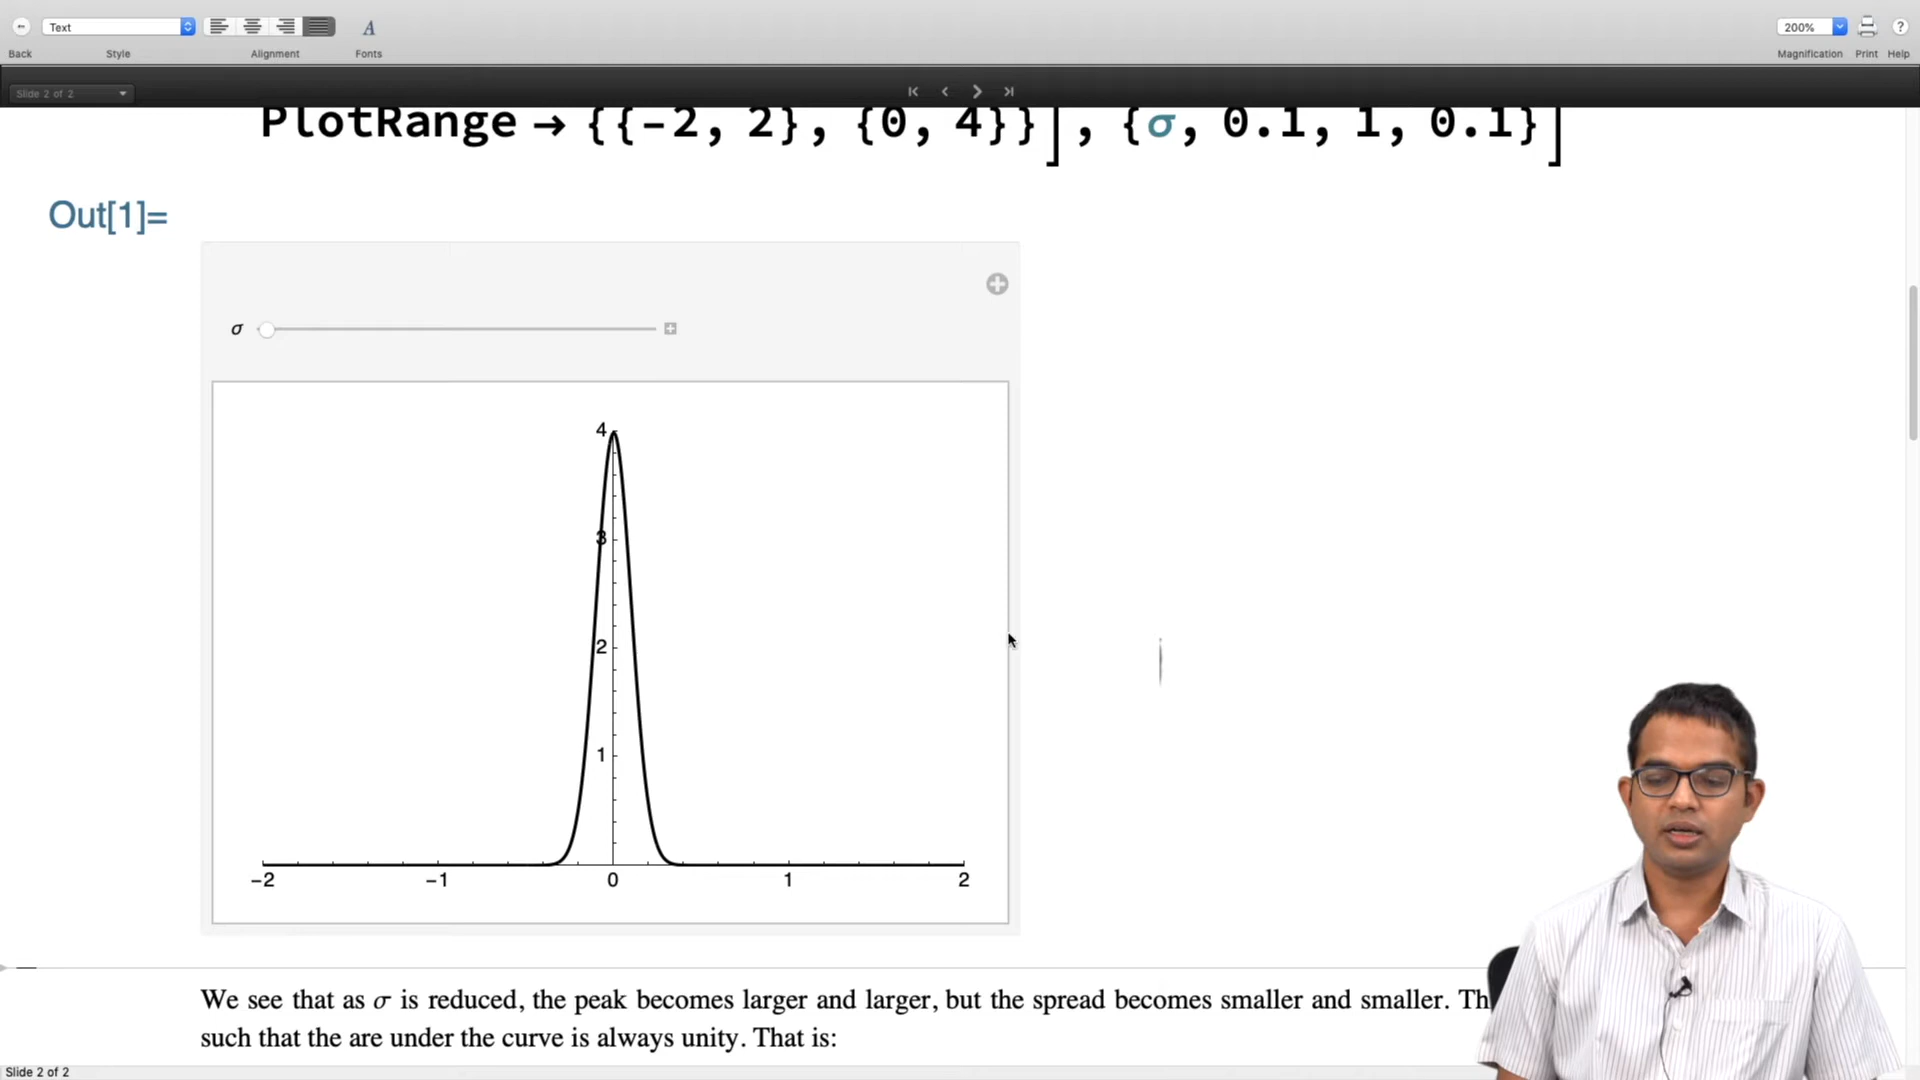 Text
Back
Style
Alignment
A
Fonts
200%
Magnification
Print
?
Help
Slide 2 of 2
PlotRange → {{-2, 2}, {0, 4}}], {σ, 0.1, 1, 0.1}]
Out[1]=
σ
4
3
2
1
-2 -1 0 1 2
We see that as σ is reduced, the peak becomes larger and larger, but the spread becomes smaller and smaller. Th
such that the are under the curve is always unity. That is:
Slide 2 of 2